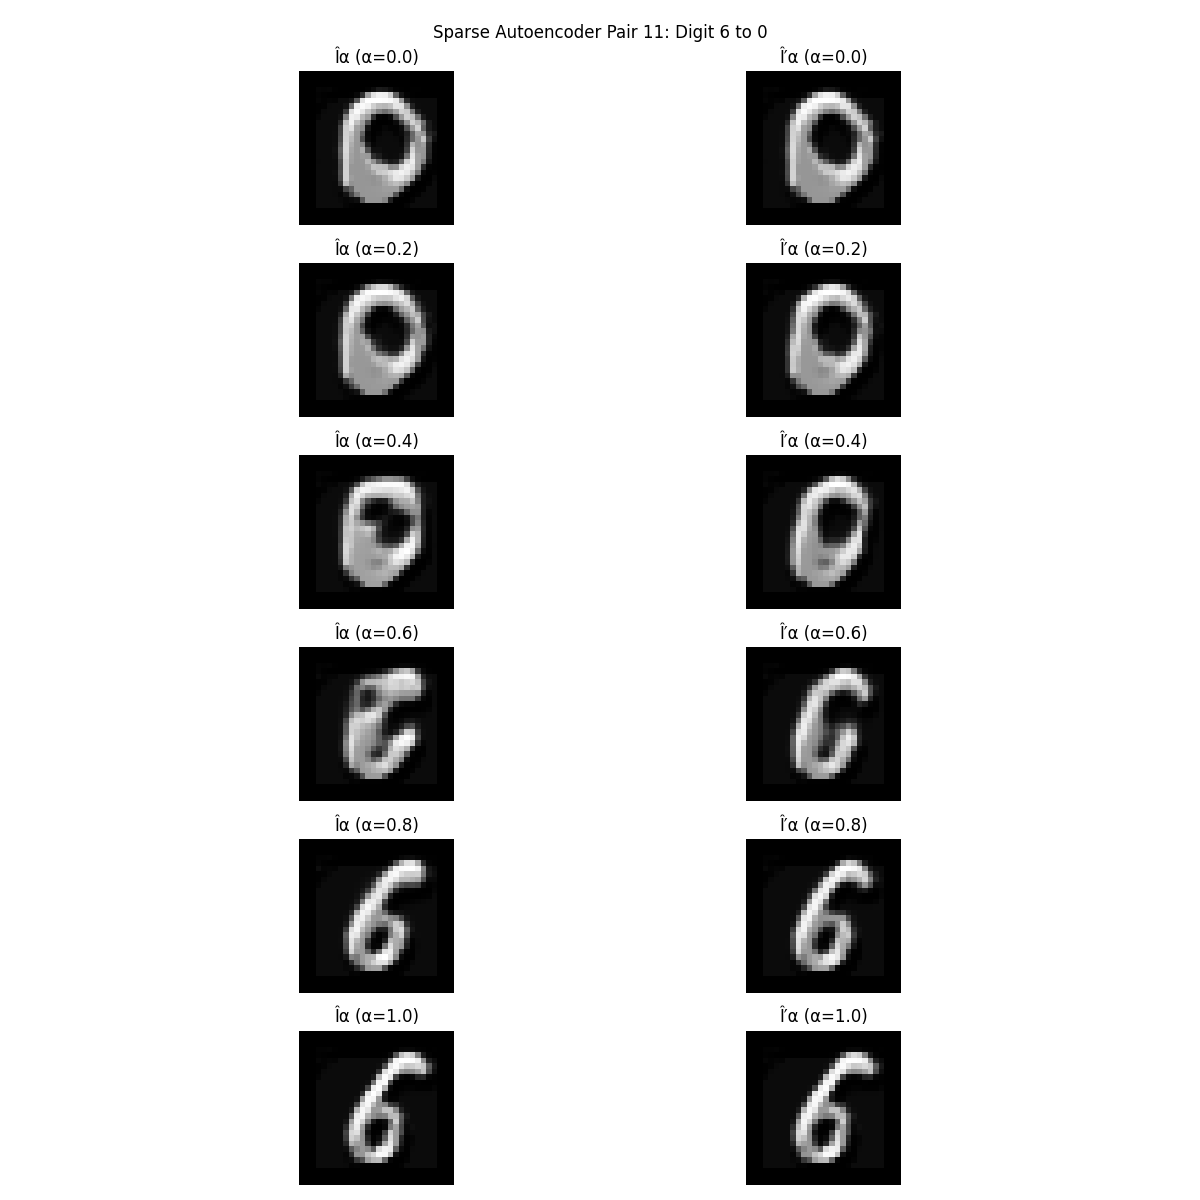 Sparse Autoencoder Pair 11: Digit 6 to 0
Îα (α=0.0) Î′α (α=0.0)
Îα (α=0.2) Î′α (α=0.2)
Îα (α=0.4) Î′α (α=0.4)
Îα (α=0.6) Î′α (α=0.6)
Îα (α=0.8) Î′α (α=0.8)
Îα (α=1.0) Î′α (α=1.0)